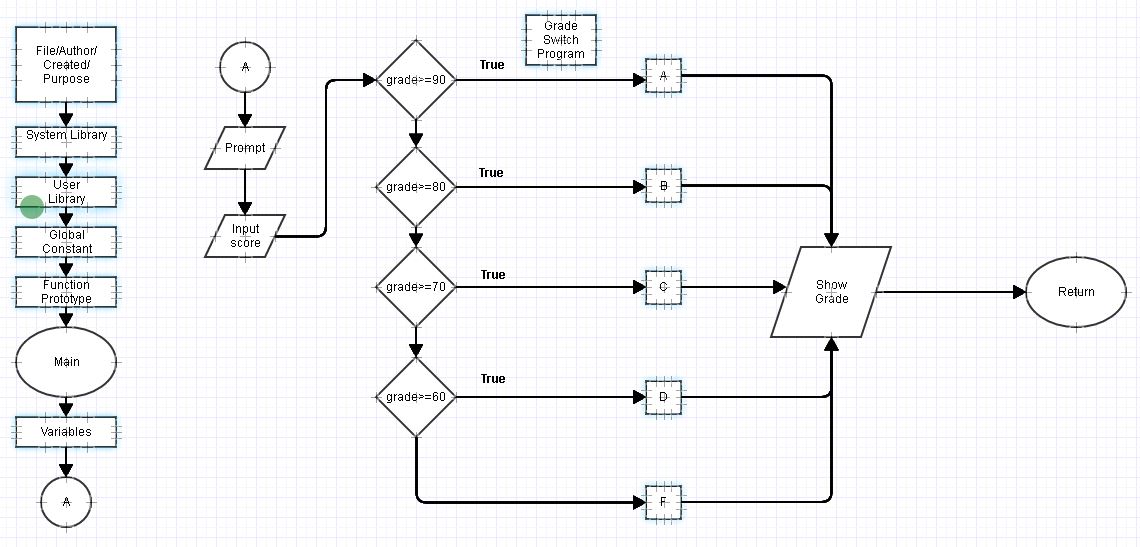 File/Author/
Created/
Purpose
System Library
User
Library
Global
Constant
Function
Prototype
Main
Variables
A
A
Prompt
Input
score
Grade
Switch
Program
grade>=90
True
A
grade>=80
True
B
grade>=70
True
C
grade>=60
True
D
F
Show
Grade
Return